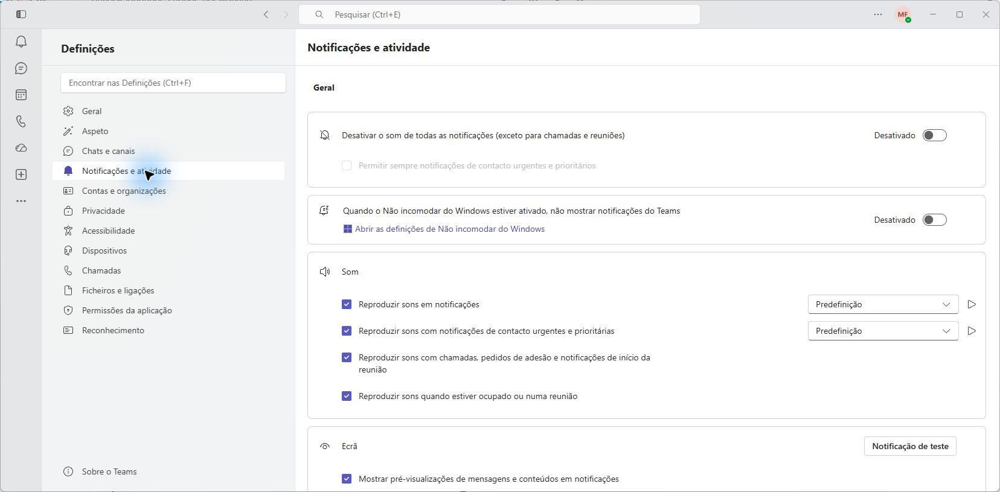 Pesquisar (Ctrl+E)
MF
Definições
Encontrar nas Definições (Ctrl+F)
Geral
Aspeto
Chats e canais
Notificações e atividade
Contas e organizações
Privacidade
Acessibilidade
Dispositivos
Chamadas
Ficheiros e ligações
Permissões da aplicação
Reconhecimento
Sobre o Teams
Notificações e atividade
Geral
Desativar o som de todas as notificações (exceto para chamadas e reuniões)
Desativado
Permitir sempre notificações de contacto urgentes e prioritários
Quando o Não incomodar do Windows estiver ativado, não mostrar notificações do Teams
Desativado
Abrir as definições de Não incomodar do Windows
Som
Reproduzir sons em notificações
Predefinição
Reproduzir sons com notificações de contacto urgentes e prioritárias
Predefinição
Reproduzir sons com chamadas, pedidos de adesão e notificações de início da
reunião
Reproduzir sons quando estiver ocupado ou numa reunião
Ecrã
Notificação de teste
Mostrar pré-visualizações de mensagens e conteúdos em notificações